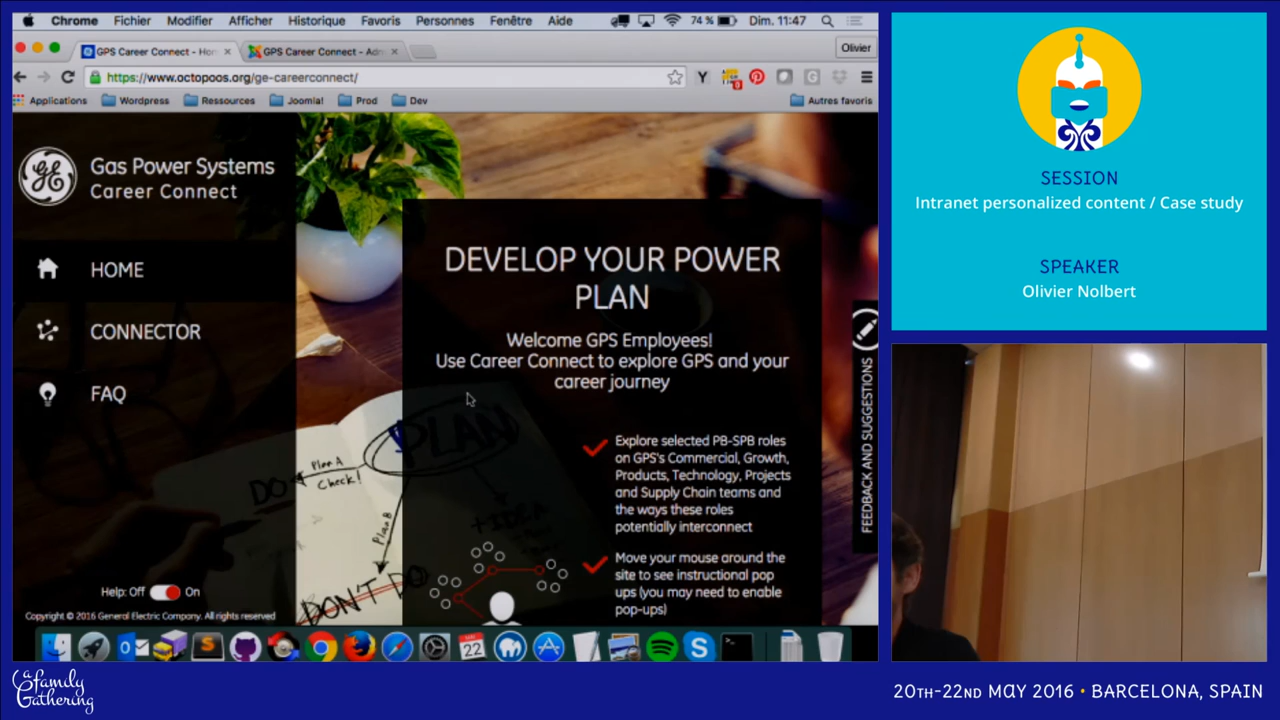 Chrome Fichier Modifier Afficher Historique Favoris Personnes Fenêtre Aide 74 % Dim. 11:47
GPS Career Connect - Hom
GPS Career Connect - Adm
Olivier
https://www.octopoos.org/ge-careerconnect/
Applications Wordpress Ressources Joomla! Prod Dev Autres favoris
GE
Gas Power Systems
Career Connect
HOME
CONNECTOR
FAQ
Help: Off On
Copyright © 2016 General Electric Company. All rights reserved
DEVELOP YOUR POWER
PLAN
Welcome GPS Employees!
Use Career Connect to explore GPS and your
career journey
Explore selected PB-SPB roles
on GPS's Commercial, Growth,
Products, Technology, Projects
and Supply Chain teams and
the ways these roles
potentially interconnect
Move your mouse around the
site to see instructional pop
ups (you may need to enable
pop-ups)
FEEDBACK AND SUGGESTIONS
PLAN
DO
Plan A
Check!
Plan B
+IDEA
DON'T DO
MAY
22
SESSION
Intranet personalized content / Case study
SPEAKER
Olivier Nolbert
a family
Gathering
20TH-22ND MAY 2016 • BARCELONA, SPAIN